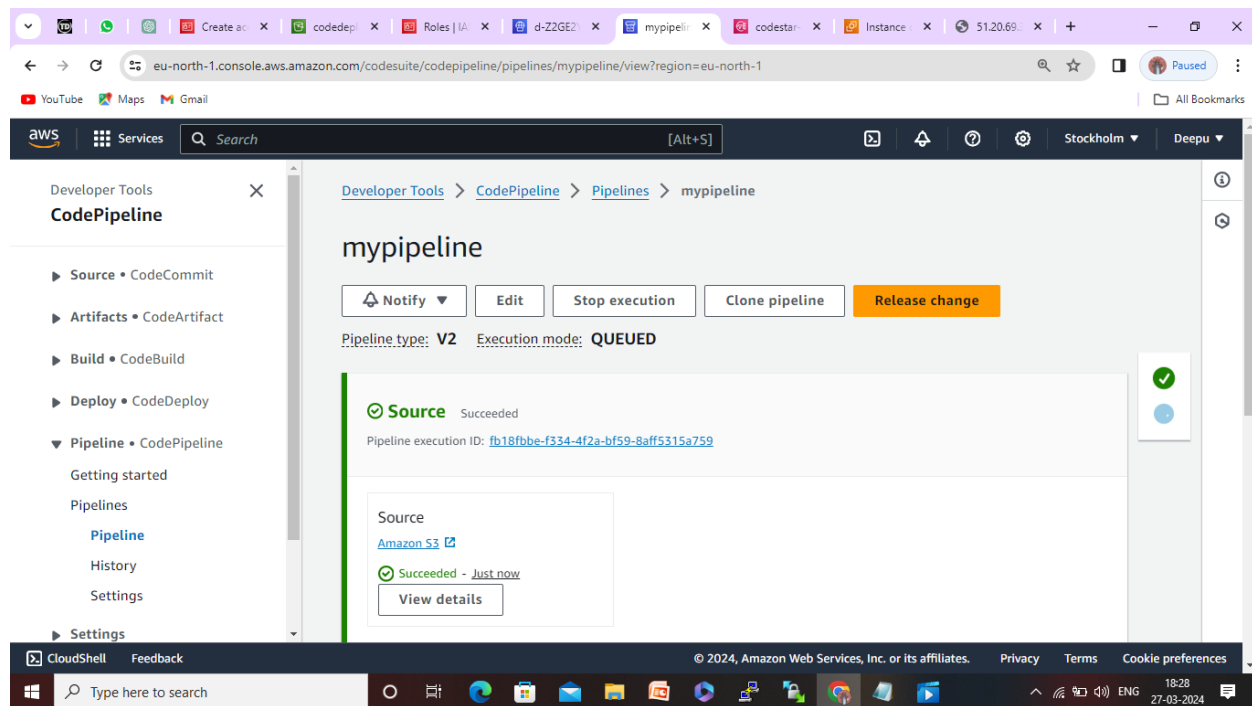 Create ac
codedepl
Roles | IA
d-Z2GE2Y
mypipelin
codestar-
Instance
51.20.69.
eu-north-1.console.aws.amazon.com/codesuite/codepipeline/pipelines/mypipeline/view?region=eu-north-1
Paused
YouTube Maps Gmail
All Bookmarks
aws Services Search [Alt+S] Stockholm ▼ Deepu ▼
Developer Tools
CodePipeline
Source • CodeCommit
Artifacts • CodeArtifact
Build • CodeBuild
Deploy • CodeDeploy
Pipeline • CodePipeline
Getting started
Pipelines
Pipeline
History
Settings
Settings
Developer Tools > CodePipeline > Pipelines > mypipeline
mypipeline
Notify ▼ Edit Stop execution Clone pipeline Release change
Pipeline type: V2 Execution mode: QUEUED
Source Succeeded
Pipeline execution ID: fb18fbbe-f334-4f2a-bf59-8aff5315a759
Source
Amazon S3
Succeeded - Just now
View details
CloudShell Feedback © 2024, Amazon Web Services, Inc. or its affiliates. Privacy Terms Cookie preferences
Type here to search
ENG
18:28
27-03-2024